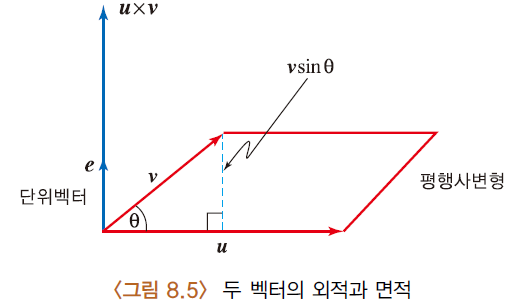 u×v
vsinθ
e
v
단위벡터
평행사변형
θ
u
〈그림 8.5〉 두 벡터의 외적과 면적